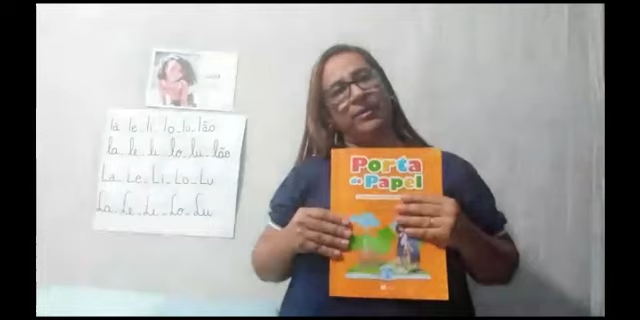 la le li lo lu lão
la le li lo lu lão
La Le Li Lo Lu
La Le Li Lo Lu
Porta
de Papel